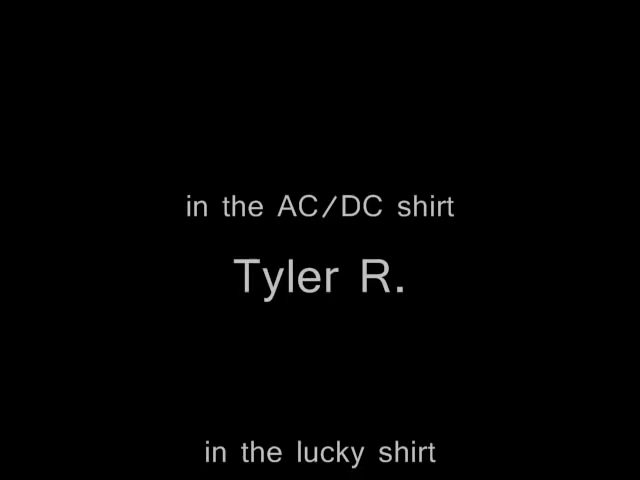 in the AC/DC shirt
Tyler R.
in the lucky shirt